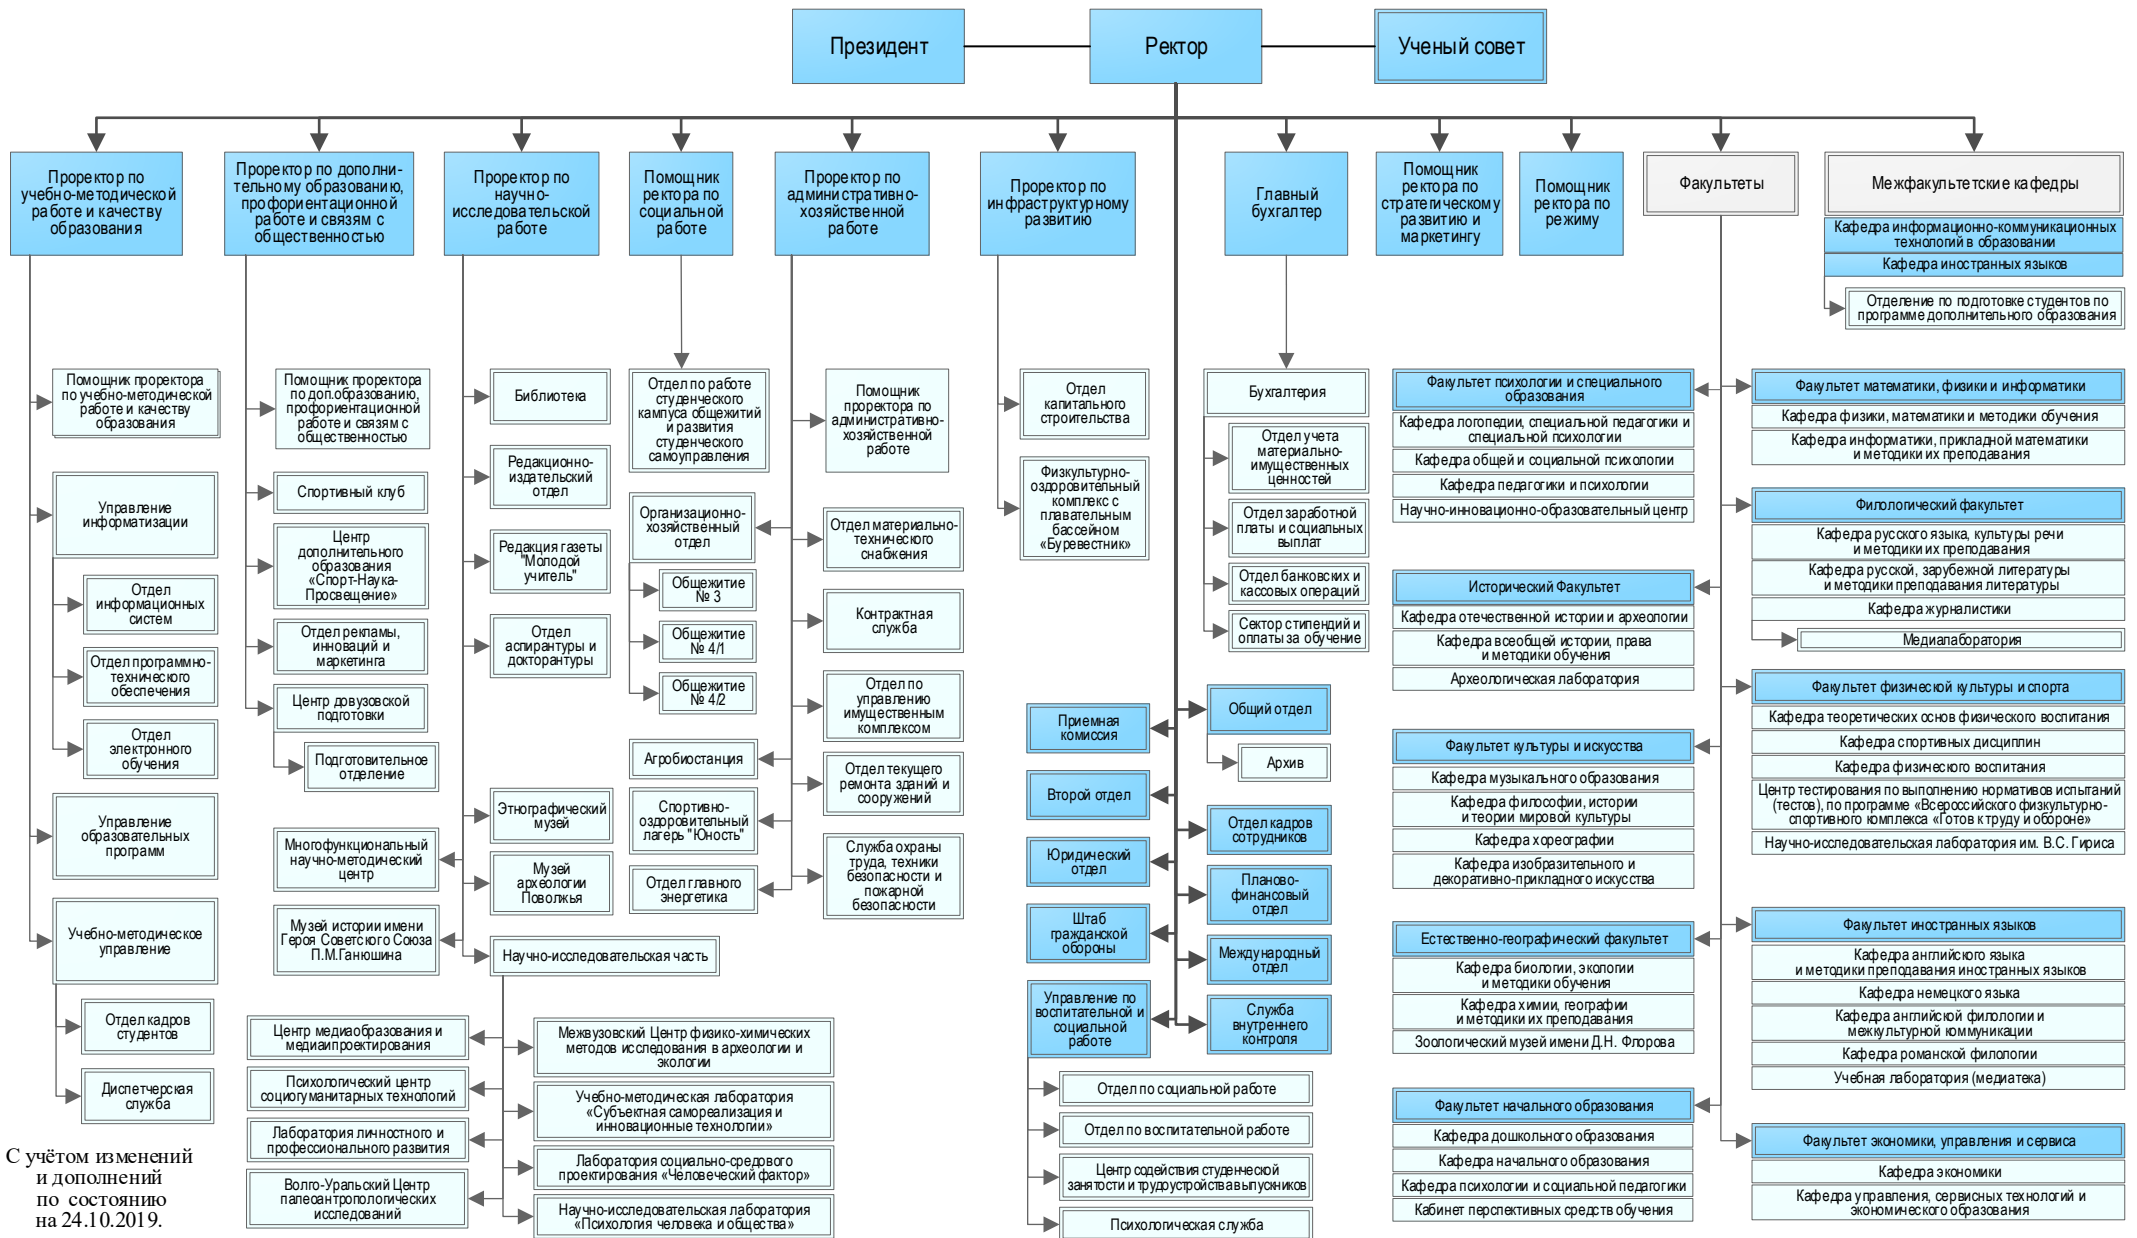 Президент
Ректор
Ученый совет
Проректор по
учебно-методической
работе и качеству
образования
Проректор по дополни-
тельному образованию,
профориентационной
работе и связям с
общественностью
Проректор по
научно-
исследовательской
работе
Помощник
ректора по
социальной
работе
Проректор по
административно-
хозяйственной
работе
Проректор по
инфраструктурному
развитию
Главный
бухгалтер
Помощник
ректора по
стратегическому
развитию и
маркетингу
Помощник
ректора по
режиму
Факультеты
Межфакультетские кафедры
Кафедра информационно-коммуникационных
технологий в образовании
Кафедра иностранных языков
Отделение по подготовке студентов по
программе дополнительного образования
Помощник проректора
по учебно-методической
работе и качеству
образования
Управление
информатизации
Отдел
информационных
систем
Отдел программно-
технического
обеспечения
Отдел
электронного
обучения
Управление
образовательных
программ
Учебно-методическое
управление
Отдел кадров
студентов
Диспетчерская
служба
С учётом изменений
и дополнений
по состоянию
на 24.10.2019.
Помощник проректора
по доп.образованию,
профориентационной
работе и связям с
общественностью
Спортивный клуб
Центр
дополнительного
образования
«Спорт-Наука-
Просвещение»
Отдел рекламы,
инноваций и
маркетинга
Центр довузовской
подготовки
Подготовительное
отделение
Библиотека
Редакционно-
издательский
отдел
Редакция газеты
"Молодой
учитель"
Отдел
аспирантуры и
докторантуры
Этнографический
музей
Многофункциональный
научно-методический
центр
Музей
археологии
Поволжья
Музей истории имени
Героя Советского Союза
П.М.Ганюшина
Научно-исследовательская часть
Центр медиаобразования и
медиаипроектирования
Психологический центр
социогуманитарных технологий
Лаборатория личностного и
профессионального развития
Волго-Уральский Центр
палеоантропологических
исследований
Межвузовский Центр физико-химических
методов исследования в археологии и
экологии
Учебно-методическая лаборатория
«Субъектная самореализация и
инновационные технологии»
Лаборатория социально-средового
проектирования «Человеческий фактор»
Научно-исследовательская лаборатория
«Психология человека и общества»
Отдел по работе
студенческого
кампуса общежитий
и развития
студенческого
самоуправления
Организационно-
хозяйственный
отдел
Общежитие
№ 3
Общежитие
№ 4/1
Общежитие
№ 4/2
Агробиостанция
Спортивно-
оздоровительный
лагерь "Юность"
Отдел главного
энергетика
Помощник
проректора по
административно-
хозяйственной
работе
Отдел материально-
технического
снабжения
Контрактная
служба
Отдел по
управлению
имущественным
комплексом
Отдел текущего
ремонта зданий и
сооружений
Служба охраны
труда, техники
безопасности и
пожарной
безопасности
Отдел
капитального
строительства
Физкультурно-
оздоровительный
комплекс с
плавательным
бассейном
«Буревестник»
Бухгалтерия
Отдел учета
материально-
имущественных
ценностей
Отдел заработной
платы и социальных
выплат
Отдел банковских и
кассовых операций
Сектор стипендий и
оплаты за обучение
Приемная
комиссия
Второй отдел
Юридический
отдел
Штаб
гражданской
обороны
Управление по
воспитательной и
социальной
работе
Общий отдел
Архив
Отдел кадров
сотрудников
Планово-
финансовый
отдел
Международный
отдел
Служба
внутреннего
контроля
Отдел по социальной работе
Отдел по воспитательной работе
Центр содействия студенческой
занятости и трудоустройства выпускников
Психологическая служба
Факультет психологии и специального
образования
Кафедра логопедии, специальной педагогики и
специальной психологии
Кафедра общей и социальной психологии
Кафедра педагогики и психологии
Научно-инновационно-образовательный центр
Исторический Факультет
Кафедра отечественной истории и археологии
Кафедра всеобщей истории, права
и методики обучения
Археологическая лаборатория
Факультет культуры и искусства
Кафедра музыкального образования
Кафедра философии, истории
и теории мировой культуры
Кафедра хореографии
Кафедра изобразительного и
декоративно-прикладного искусства
Естественно-географический факультет
Кафедра биологии, экологии
и методики обучения
Кафедра химии, географии
и методики их преподавания
Зоологический музей имени Д.Н. Флорова
Факультет начального образования
Кафедра дошкольного образования
Кафедра начального образования
Кафедра психологии и социальной педагогики
Кабинет перспективных средств обучения
Факультет математики, физики и информатики
Кафедра физики, математики и методики обучения
Кафедра информатики, прикладной математики
и методики их преподавания
Филологический факультет
Кафедра русского языка, культуры речи
и методики их преподавания
Кафедра русской, зарубежной литературы
и методики преподавания литературы
Кафедра журналистики
Медиалаборатория
Факультет физической культуры и спорта
Кафедра теоретических основ физического воспитания
Кафедра спортивных дисциплин
Кафедра физического воспитания
Центр тестирования по выполнению нормативов испытаний
(тестов), по программе «Всероссийского физкультурно-
спортивного комплекса «Готов к труду и обороне»
Научно-исследовательская лаборатория им. В.С. Гириса
Факультет иностранных языков
Кафедра английского языка
и методики преподавания иностранных языков
Кафедра немецкого языка
Кафедра английской филологии и
межкультурной коммуникации
Кафедра романской филологии
Учебная лаборатория (медиатека)
Факультет экономики, управления и сервиса
Кафедра экономики
Кафедра управления, сервисных технологий и
экономического образования